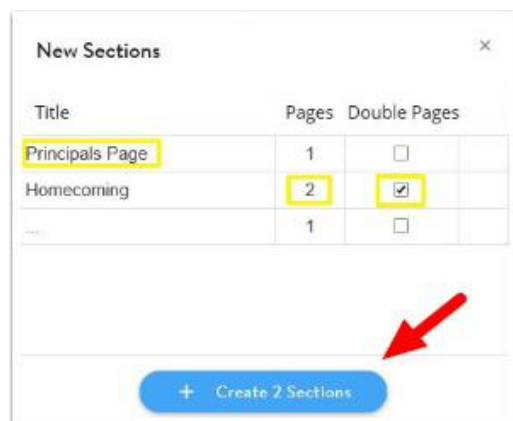 New Sections ×
Title Pages Double Pages
Principals Page 1
Homecoming 2
... 1
+ Create 2 Sections